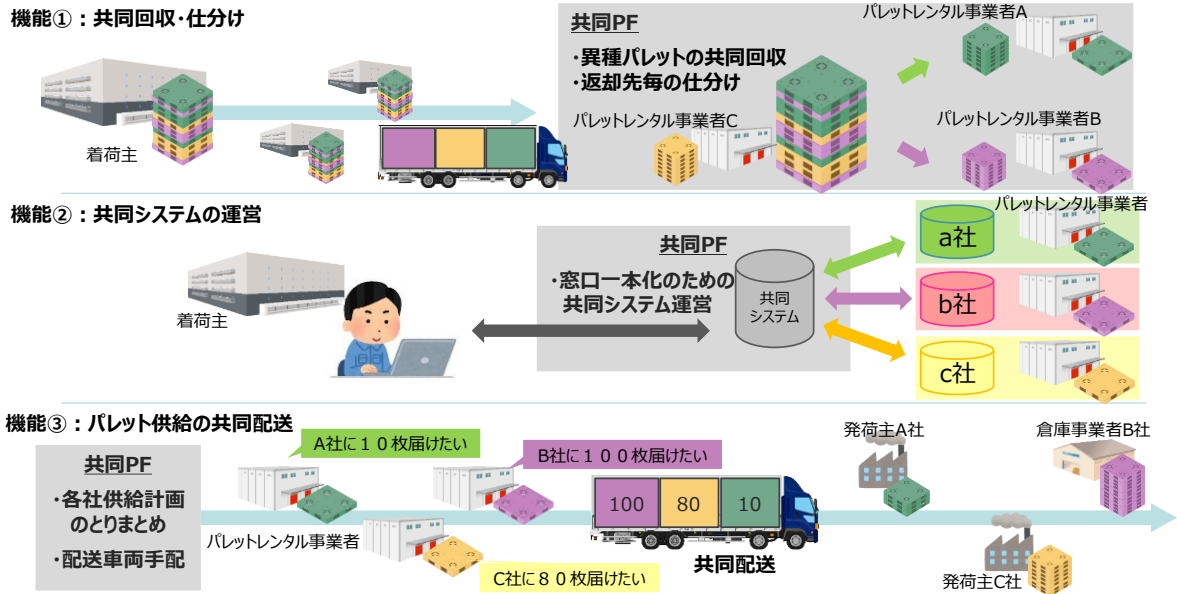 機能①：共同回収・仕分け
共同PF
・異種パレットの共同回収
・返却先毎の仕分け
パレットレンタル事業者A
パレットレンタル事業者C
パレットレンタル事業者B
着荷主
機能②：共同システムの運営
共同PF
・窓口一本化のための
共同システム運営
共同
システム
パレットレンタル事業者
a社
b社
c社
着荷主
機能③：パレット供給の共同配送
共同PF
・各社供給計画
のとりまとめ
・配送車両手配
A社に１０枚届けたい
B社に１００枚届けたい
C社に８０枚届けたい
パレットレンタル事業者
100
80
10
共同配送
発荷主A社
倉庫事業者B社
発荷主C社